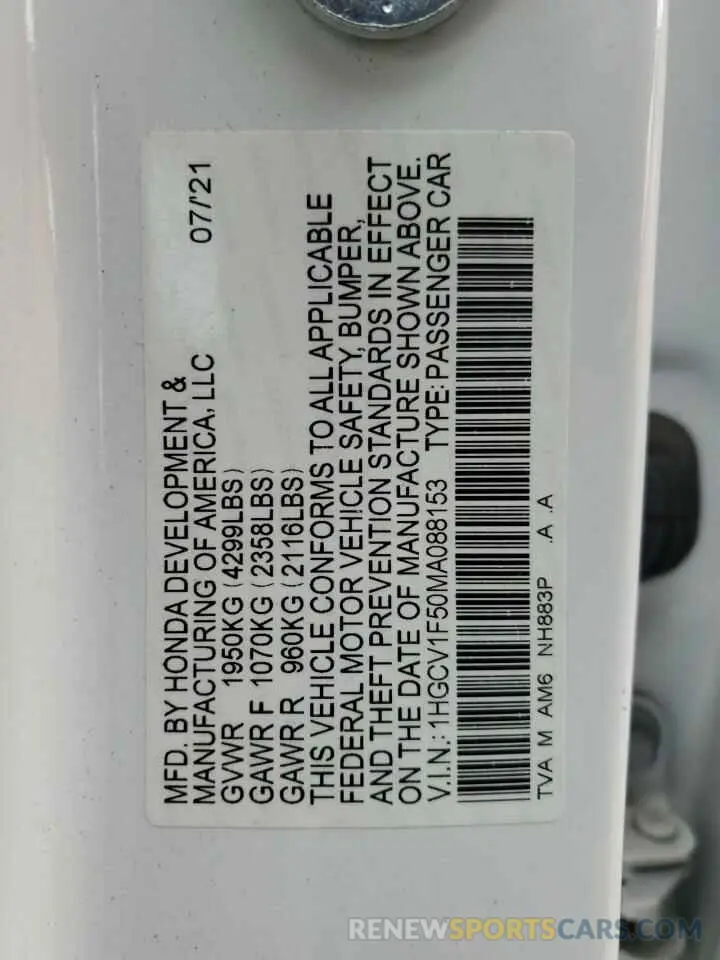 MFD. BY HONDA DEVELOPMENT &
MANUFACTURING OF AMERICA, LLC 07/'21
GVWR 1950KG (4299LBS)
GAWR F 1070KG (2358LBS)
GAWR R 960KG (2116LBS)
THIS VEHICLE CONFORMS TO ALL APPLICABLE
FEDERAL MOTOR VEHICLE SAFETY, BUMPER,
AND THEFT PREVENTION STANDARDS IN EFFECT
ON THE DATE OF MANUFACTURE SHOWN ABOVE.
V.I.N.: 1HGCV1F50MA088153 TYPE: PASSENGER CAR
TVA M AM6 NH883P .A .A
RENEWSPORTSCARS.COM